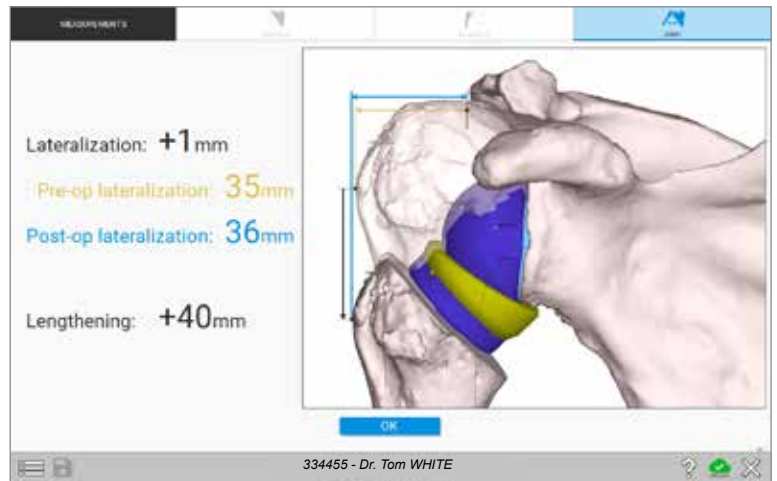 MEASUREMENTS
Lateralization: +1mm
Pre-op lateralization: 35mm
Post-op lateralization: 36mm
Lengthening: +40mm
OK
334455 - Dr. Tom WHITE
?